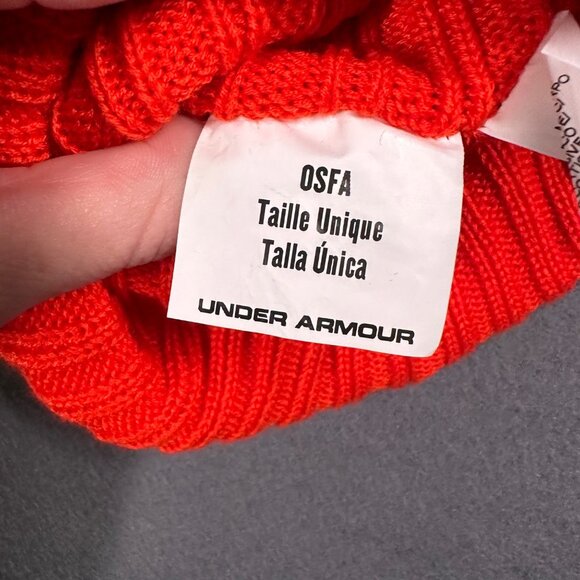 OSFA
Taille Unique
Talla Única
UNDER ARMOUR